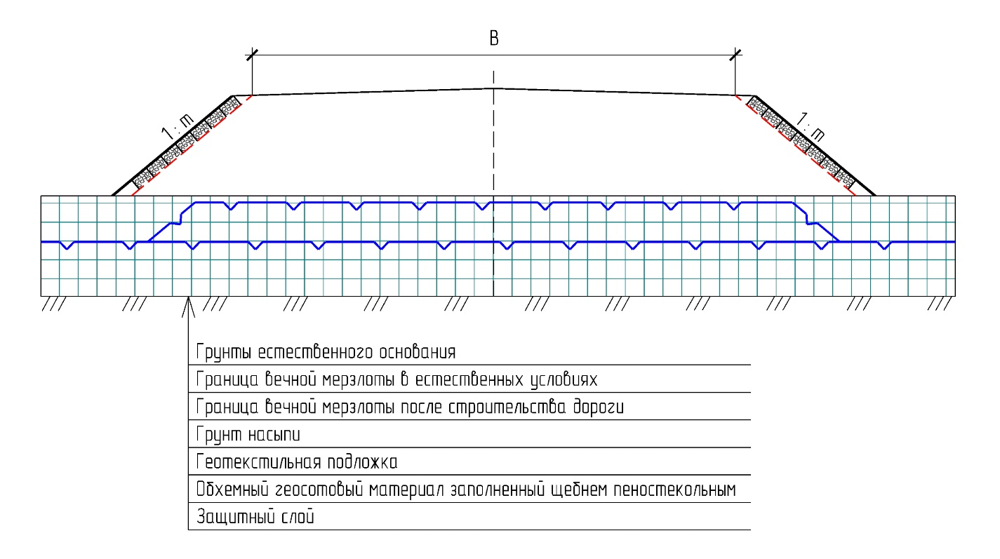 В
1:m
1:m
Грунты естественного основания
Граница вечной мерзлоты в естественных условиях
Граница вечной мерзлоты после строительства дороги
Грунт насыпи
Геотекстильная подложка
Обхемный геосотовый материал заполненный щебнем пеностекольным
Защитный слой